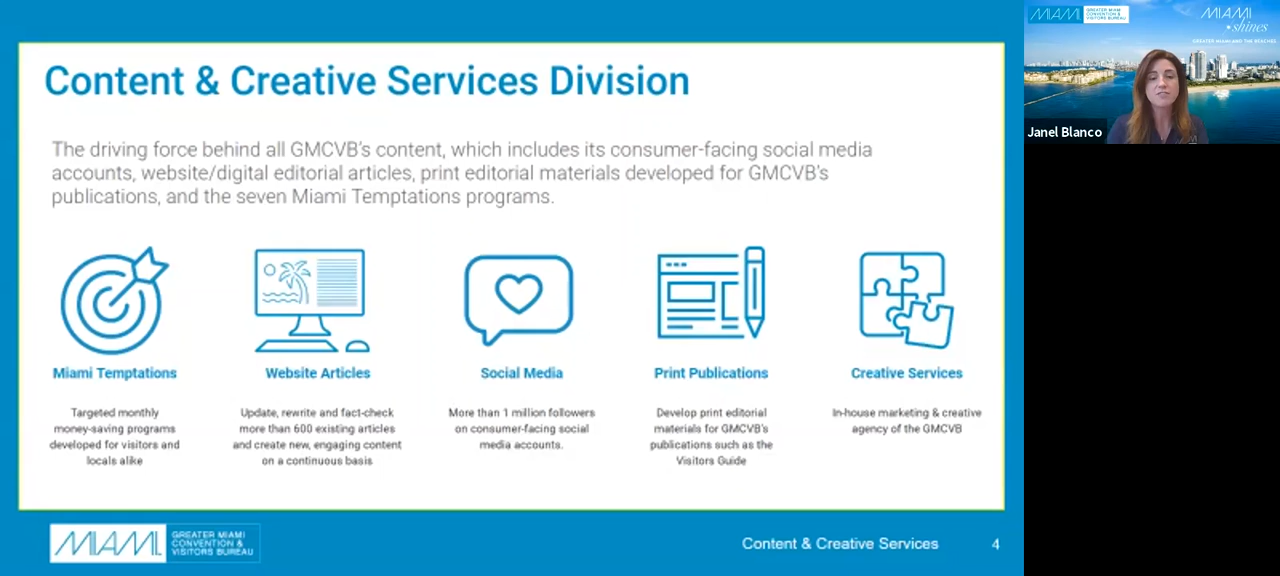 Content & Creative Services Division
The driving force behind all GMCVB's content, which includes its consumer-facing social media
accounts, website/digital editorial articles, print editorial materials developed for GMCVB's
publications, and the seven Miami Temptations programs.
Miami Temptations
Targeted monthly
money-saving programs
developed for visitors and
locals alike
Website Articles
Update, rewrite and fact-check
more than 600 existing articles
and create new, engaging content
on a continuous basis
Social Media
More than 1 million followers
on consumer-facing social
media accounts.
Print Publications
Develop print editorial
materials for GMCVB's
publications such as the
Visitors Guide
Creative Services
In-house marketing & creative
agency of the GMCVB
MIAMI
GREATER MIAMI
CONVENTION &
VISITORS BUREAU
Content & Creative Services
4
MIAMI
GREATER MIAMI
CONVENTION &
VISITORS BUREAU
MIAMI
shines
GREATER MIAMI AND THE BEACHES
Janel Blanco